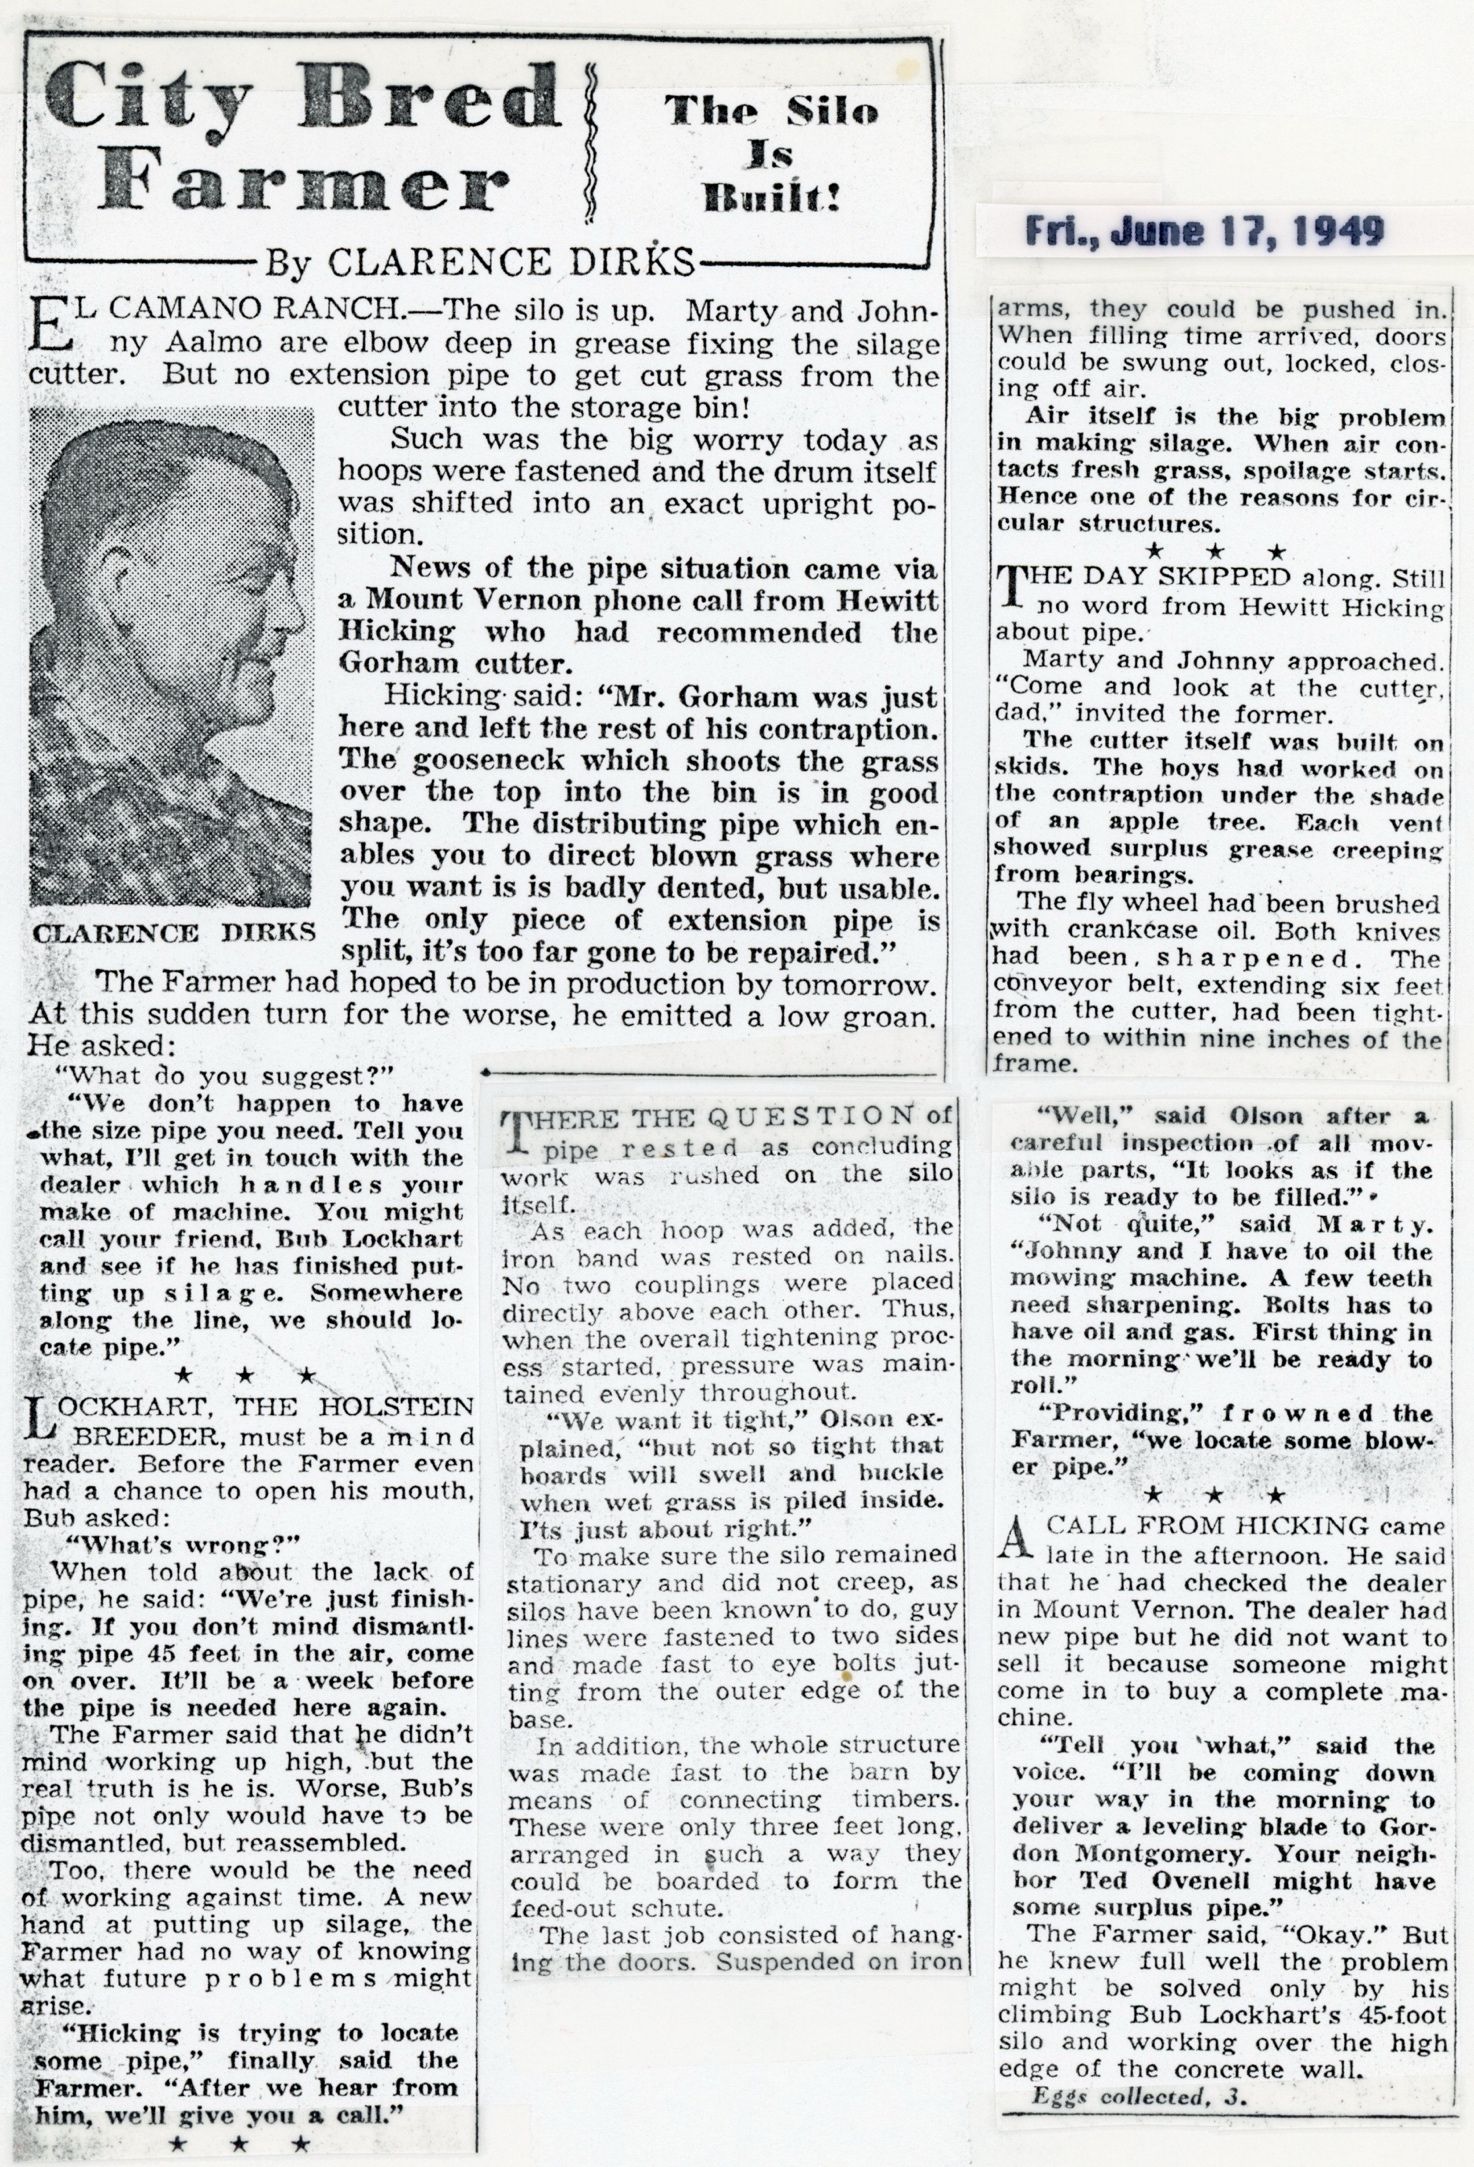 City Bred
Farmer
The Silo
Is
Built!
By CLARENCE DIRKS
Fri., June 17, 1949
EL CAMANO RANCH.—The silo is up. Marty and John-
ny Aalmo are elbow deep in grease fixing the silage
cutter. But no extension pipe to get cut grass from the
cutter into the storage bin!
Such was the big worry today as
hoops were fastened and the drum itself
was shifted into an exact upright po-
sition.
News of the pipe situation came via
a Mount Vernon phone call from Hewitt
Hicking who had recommended the
Gorham cutter.
Hicking said: “Mr. Gorham was just
here and left the rest of his contraption.
The gooseneck which shoots the grass
over the top into the bin is in good
shape. The distributing pipe which en-
ables you to direct blown grass where
you want is is badly dented, but usable.
The only piece of extension pipe is
split, it’s too far gone to be repaired.”
CLARENCE DIRKS
The Farmer had hoped to be in production by tomorrow.
At this sudden turn for the worse, he emitted a low groan.
He asked:
“What do you suggest?”
“We don’t happen to have
the size pipe you need. Tell you
what, I’ll get in touch with the
dealer which handles your
make of machine. You might
call your friend, Bub Lockhart
and see if he has finished put-
ting up silage. Somewhere
along the line, we should lo-
cate pipe.”
★ ★ ★
LOCKHART, THE HOLSTEIN
BREEDER, must be a mind
reader. Before the Farmer even
had a chance to open his mouth,
Bub asked:
“What’s wrong?”
When told about the lack of
pipe, he said: “We’re just finish-
ing. If you don’t mind dismantl-
ing pipe 45 feet in the air, come
on over. It’ll be a week before
the pipe is needed here again.
The Farmer said that he didn’t
mind working up high, but the
real truth is he is. Worse, Bub’s
pipe not only would have to be
dismantled, but reassembled.
Too, there would be the need
of working against time. A new
hand at putting up silage, the
Farmer had no way of knowing
what future problems might
arise.
“Hicking is trying to locate
some pipe,” finally said the
Farmer. “After we hear from
him, we’ll give you a call.”
★ ★ ★
THERE THE QUESTION of
pipe rested as concluding
work was rushed on the silo
itself.
As each hoop was added, the
iron band was rested on nails.
No two couplings were placed
directly above each other. Thus,
when the overall tightening proc-
ess started, pressure was main-
tained evenly throughout.
“We want it tight,” Olson ex-
plained, “but not so tight that
boards will swell and buckle
when wet grass is piled inside.
I’ts just about right.”
To make sure the silo remained
stationary and did not creep, as
silos have been known to do, guy
lines were fastened to two sides
and made fast to eye bolts jut-
ting from the outer edge of the
base.
In addition, the whole structure
was made fast to the barn by
means of connecting timbers.
These were only three feet long,
arranged in such a way they
could be boarded to form the
feed-out schute.
The last job consisted of hang-
ing the doors. Suspended on iron
arms, they could be pushed in.
When filling time arrived, doors
could be swung out, locked, clos-
ing off air.
Air itself is the big problem
in making silage. When air con-
tacts fresh grass, spoilage starts.
Hence one of the reasons for cir-
cular structures.
★ ★ ★
THE DAY SKIPPED along. Still
no word from Hewitt Hicking
about pipe.
Marty and Johnny approached.
“Come and look at the cutter,
dad,” invited the former.
The cutter itself was built on
skids. The boys had worked on
the contraption under the shade
of an apple tree. Each vent
showed surplus grease creeping
from bearings.
The fly wheel had been brushed
with crankcase oil. Both knives
had been sharpened. The
conveyor belt, extending six feet
from the cutter, had been tight-
ened to within nine inches of the
frame.
“Well,” said Olson after a
careful inspection of all mov-
able parts, “It looks as if the
silo is ready to be filled.”
“Not quite,” said Marty.
“Johnny and I have to oil the
mowing machine. A few teeth
need sharpening. Bolts has to
have oil and gas. First thing in
the morning we’ll be ready to
roll.”
“Providing,” frowned the
Farmer, “we locate some blow-
er pipe.”
★ ★ ★
A CALL FROM HICKING came
late in the afternoon. He said
that he had checked the dealer
in Mount Vernon. The dealer had
new pipe but he did not want to
sell it because someone might
come in to buy a complete ma-
chine.
“Tell you what,” said the
voice. “I’ll be coming down
your way in the morning to
deliver a leveling blade to Gor-
don Montgomery. Your neigh-
bor Ted Ovenell might have
some surplus pipe.”
The Farmer said, “Okay.” But
he knew full well the problem
might be solved only by his
climbing Bub Lockhart’s 45-foot
silo and working over the high
edge of the concrete wall.
Eggs collected, 3.